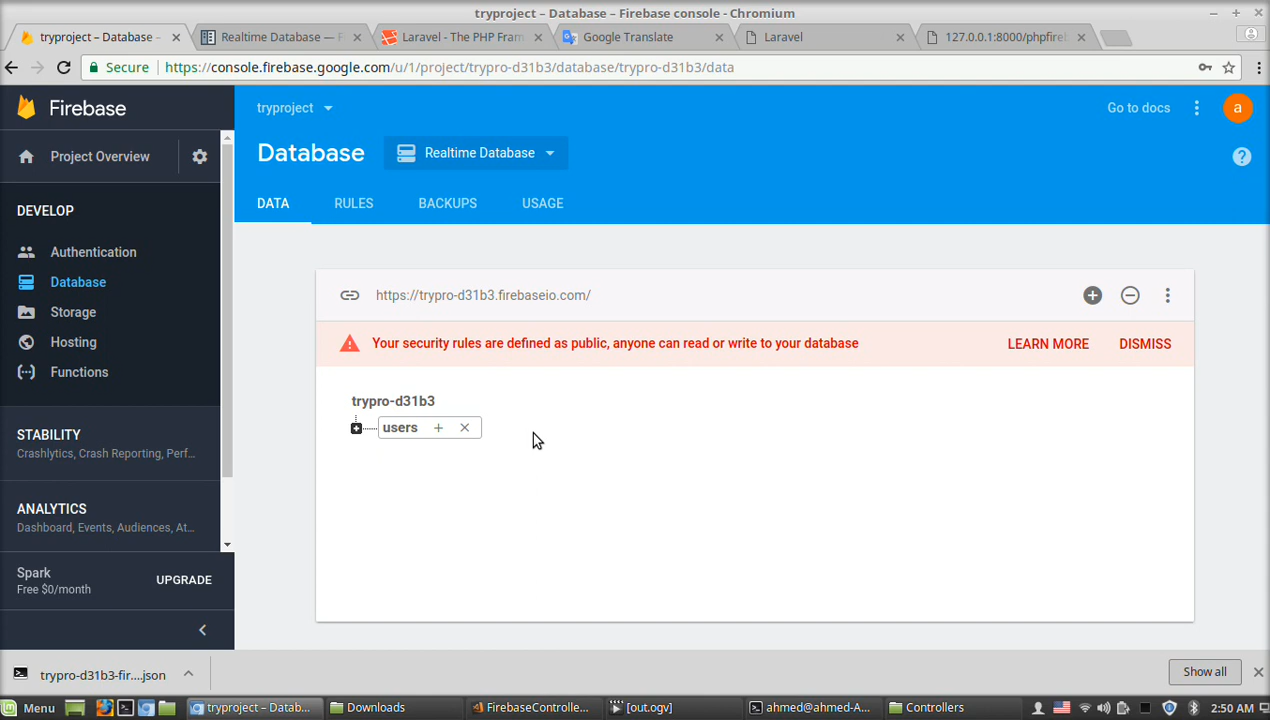 tryproject – Database – Firebase console - Chromium
tryproject – Database –
Realtime Database — F
Laravel - The PHP Fram
Google Translate
Laravel
127.0.0.1:8000/phpfireb
Secure
https://console.firebase.google.com/u/1/project/trypro-d31b3/database/trypro-d31b3/data
Firebase
tryproject
Go to docs
a
Project Overview
Database
Realtime Database
?
DATA
RULES
BACKUPS
USAGE
DEVELOP
Authentication
Database
Storage
Hosting
Functions
https://trypro-d31b3.firebaseio.com/
Your security rules are defined as public, anyone can read or write to your database
LEARN MORE
DISMISS
trypro-d31b3
users
STABILITY
Crashlytics, Crash Reporting, Perf...
ANALYTICS
Dashboard, Events, Audiences, At...
Spark
Free $0/month
UPGRADE
trypro-d31b3-fir....json
Show all
Menu
tryproject – Datab...
Downloads
FirebaseControlle...
[out.ogv]
ahmed@ahmed-A...
Controllers
2:50 AM